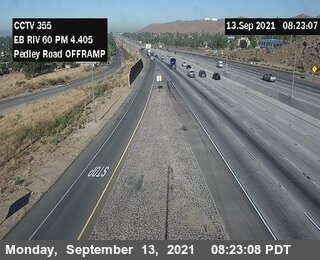 CCTV 355
EB RIV 60 PM 4.405
Pedley Road OFFRAMP
13.Sep 2021 08:23:07
STOP
Monday, September 13, 2021 08:23:08 PDT